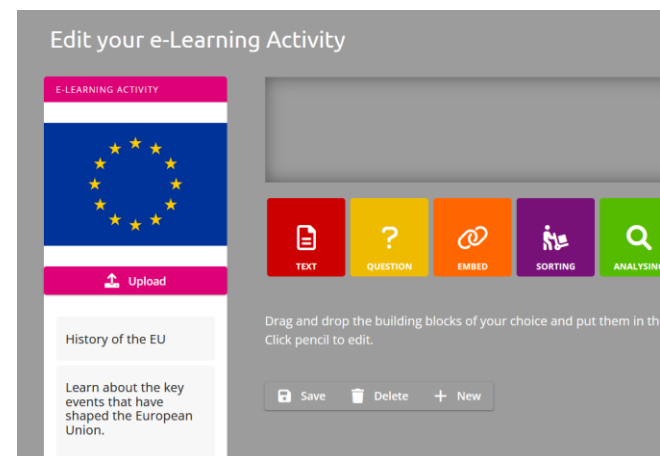 Edit your e-Learning Activity
E-LEARNING ACTIVITY
Upload
History of the EU
Learn about the key
events that have
shaped the European
Union.
TEXT
QUESTION
EMBED
SORTING
ANALYSING
Drag and drop the building blocks of your choice and put them in the
Click pencil to edit.
Save
Delete
New